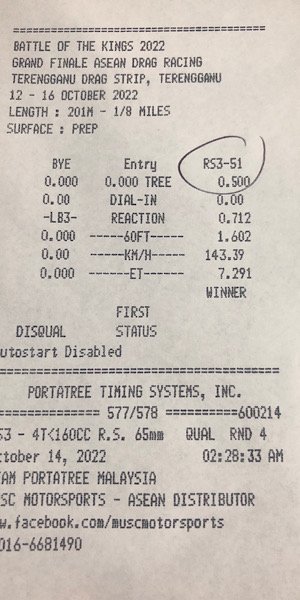 BATTLE OF THE KINGS 2022
GRAND FINALE ASEAN DRAG RACING
TERENGGANU DRAG STRIP, TERENGGANU
12 - 16 OCTOBER 2022
LENGTH : 201M - 1/8 MILES
SURFACE : PREP
BYE Entry RS3-51
0.000 0.000 TREE 0.500
0.00 DIAL-IN 0.00
-LB3- REACTION 0.712
0.000 ------60FT----- 1.602
0.00 ------KM/H----- 143.39
0.000 ------ET----- 7.291
WINNER
FIRST
DISQUAL STATUS
utostart Disabled
PORTATREE TIMING SYSTEMS, INC.
============== 577/578 ==========600214
S3 - 4T<160CC R.S. 65mm QUAL RND 4
ctober 14, 2022 02:28:33 AM
AM PORTATREE MALAYSIA
SC MOTORSPORTS - ASEAN DISTRIBUTOR
w.facebook.com/muscmotorsports
016-6681490